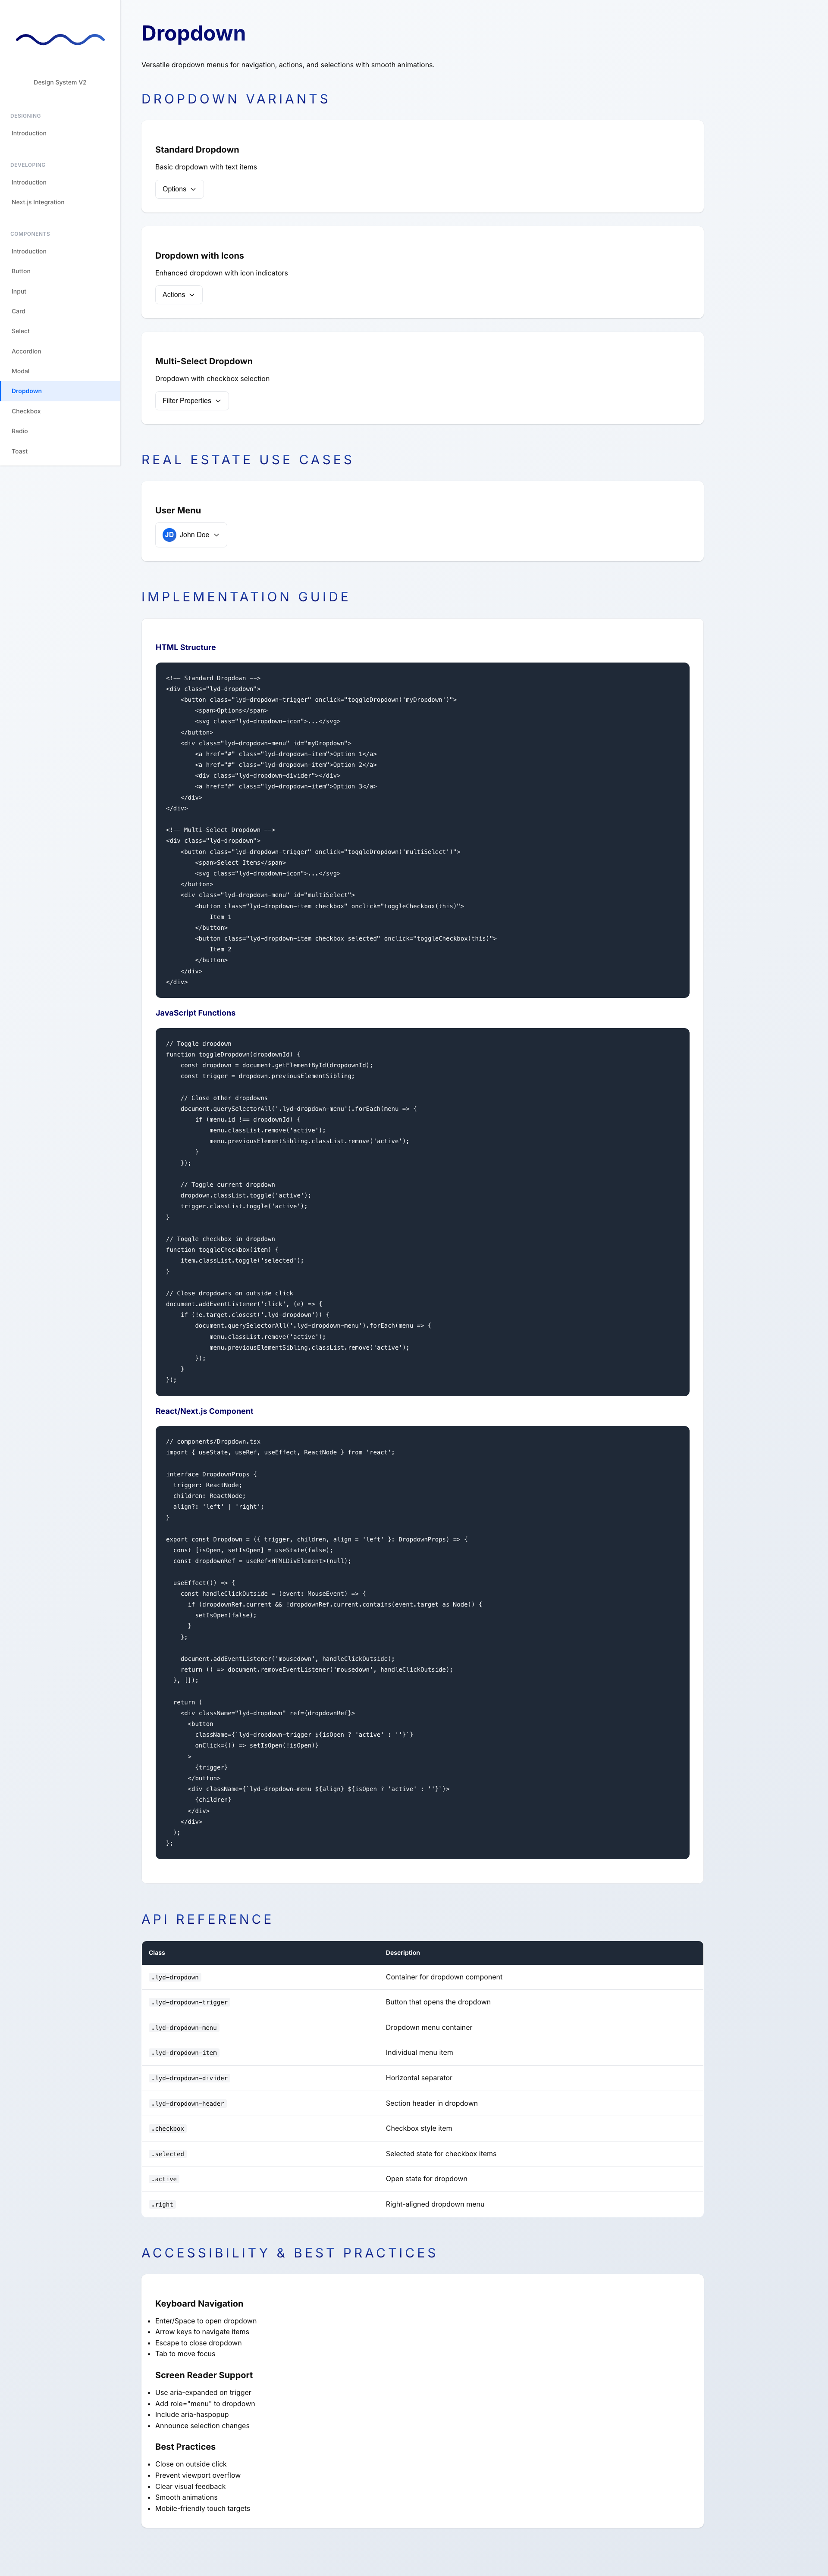 Design System V2
DESIGNING
Introduction
DEVELOPING
Introduction
Next.js Integration
COMPONENTS
Introduction
Button
Input
Card
Select
Accordion
Modal
Dropdown
Checkbox
Radio
Toast
Dropdown
Versatile dropdown menus for navigation, actions, and selections with smooth animations.
DROPDOWN VARIANTS
Standard Dropdown
Basic dropdown with text items
Options
Dropdown with Icons
Enhanced dropdown with icon indicators
Actions
Multi-Select Dropdown
Dropdown with checkbox selection
Filter Properties
REAL ESTATE USE CASES
User Menu
JD John Doe
IMPLEMENTATION GUIDE
HTML Structure
<!-- Standard Dropdown -->
<div class="lyd-dropdown">
    <button class="lyd-dropdown-trigger" onclick="toggleDropdown('myDropdown')">
        <span>Options</span>
        <svg class="lyd-dropdown-icon">...</svg>
    </button>
    <div class="lyd-dropdown-menu" id="myDropdown">
        <a href="#" class="lyd-dropdown-item">Option 1</a>
        <a href="#" class="lyd-dropdown-item">Option 2</a>
        <div class="lyd-dropdown-divider"></div>
        <a href="#" class="lyd-dropdown-item">Option 3</a>
    </div>
</div>
<!-- Multi-Select Dropdown -->
<div class="lyd-dropdown">
    <button class="lyd-dropdown-trigger" onclick="toggleDropdown('multiSelect')">
        <span>Select Items</span>
        <svg class="lyd-dropdown-icon">...</svg>
    </button>
    <div class="lyd-dropdown-menu" id="multiSelect">
        <button class="lyd-dropdown-item checkbox" onclick="toggleCheckbox(this)">
            Item 1
        </button>
        <button class="lyd-dropdown-item checkbox selected" onclick="toggleCheckbox(this)">
            Item 2
        </button>
    </div>
</div>
JavaScript Functions
// Toggle dropdown
function toggleDropdown(dropdownId) {
    const dropdown = document.getElementById(dropdownId);
    const trigger = dropdown.previousElementSibling;
    // Close other dropdowns
    document.querySelectorAll('.lyd-dropdown-menu').forEach(menu => {
        if (menu.id !== dropdownId) {
            menu.classList.remove('active');
            menu.previousElementSibling.classList.remove('active');
        }
    });
    // Toggle current dropdown
    dropdown.classList.toggle('active');
    trigger.classList.toggle('active');
}
// Toggle checkbox in dropdown
function toggleCheckbox(item) {
    item.classList.toggle('selected');
}
// Close dropdowns on outside click
document.addEventListener('click', (e) => {
    if (!e.target.closest('.lyd-dropdown')) {
        document.querySelectorAll('.lyd-dropdown-menu').forEach(menu => {
            menu.classList.remove('active');
            menu.previousElementSibling.classList.remove('active');
        });
    }
});
React/Next.js Component
// components/Dropdown.tsx
import { useState, useRef, useEffect, ReactNode } from 'react';
interface DropdownProps {
  trigger: ReactNode;
  children: ReactNode;
  align?: 'left' | 'right';
}
export const Dropdown = ({ trigger, children, align = 'left' }: DropdownProps) => {
  const [isOpen, setIsOpen] = useState(false);
  const dropdownRef = useRef<HTMLDivElement>(null);
  useEffect(() => {
    const handleClickOutside = (event: MouseEvent) => {
      if (dropdownRef.current && !dropdownRef.current.contains(event.target as Node)) {
        setIsOpen(false);
      }
    };
    document.addEventListener('mousedown', handleClickOutside);
    return () => document.removeEventListener('mousedown', handleClickOutside);
  }, []);
  return (
    <div className="lyd-dropdown" ref={dropdownRef}>
      <button
        className={`lyd-dropdown-trigger ${isOpen ? 'active' : ''}`}
        onClick={() => setIsOpen(!isOpen)}
      >
        {trigger}
      </button>
      <div className={`lyd-dropdown-menu ${align} ${isOpen ? 'active' : ''}`}>
        {children}
      </div>
    </div>
  );
};
API REFERENCE
Class Description
.lyd-dropdown Container for dropdown component
.lyd-dropdown-trigger Button that opens the dropdown
.lyd-dropdown-menu Dropdown menu container
.lyd-dropdown-item Individual menu item
.lyd-dropdown-divider Horizontal separator
.lyd-dropdown-header Section header in dropdown
.checkbox Checkbox style item
.selected Selected state for checkbox items
.active Open state for dropdown
.right Right-aligned dropdown menu
ACCESSIBILITY & BEST PRACTICES
Keyboard Navigation
• Enter/Space to open dropdown
• Arrow keys to navigate items
• Escape to close dropdown
• Tab to move focus
Screen Reader Support
• Use aria-expanded on trigger
• Add role="menu" to dropdown
• Include aria-haspopup
• Announce selection changes
Best Practices
• Close on outside click
• Prevent viewport overflow
• Clear visual feedback
• Smooth animations
• Mobile-friendly touch targets